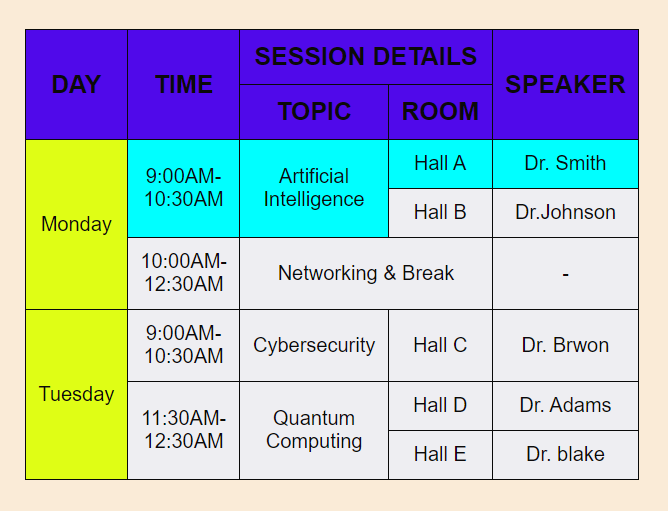 DAY
TIME
SESSION DETAILS
SPEAKER
TOPIC
ROOM
Monday
9:00AM-
10:30AM
Artificial
Intelligence
Hall A
Dr. Smith
Hall B
Dr.Johnson
10:00AM-
12:30AM
Networking & Break
-
Tuesday
9:00AM-
10:30AM
Cybersecurity
Hall C
Dr. Brwon
11:30AM-
12:30AM
Quantum
Computing
Hall D
Dr. Adams
Hall E
Dr. blake